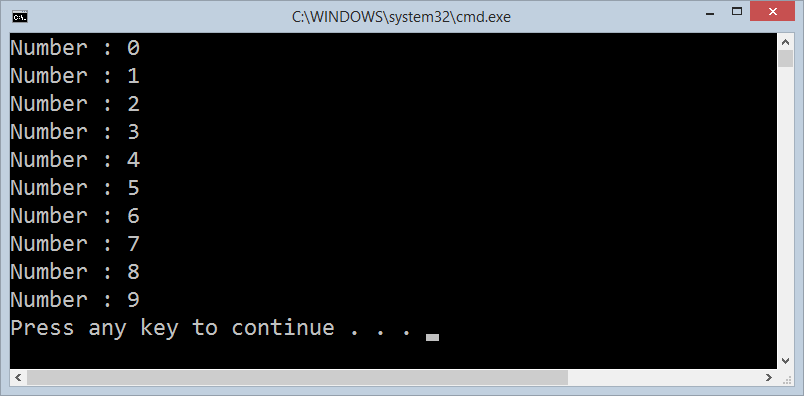 C:\WINDOWS\system32\cmd.exe
Number : 0
Number : 1
Number : 2
Number : 3
Number : 4
Number : 5
Number : 6
Number : 7
Number : 8
Number : 9
Press any key to continue . . .